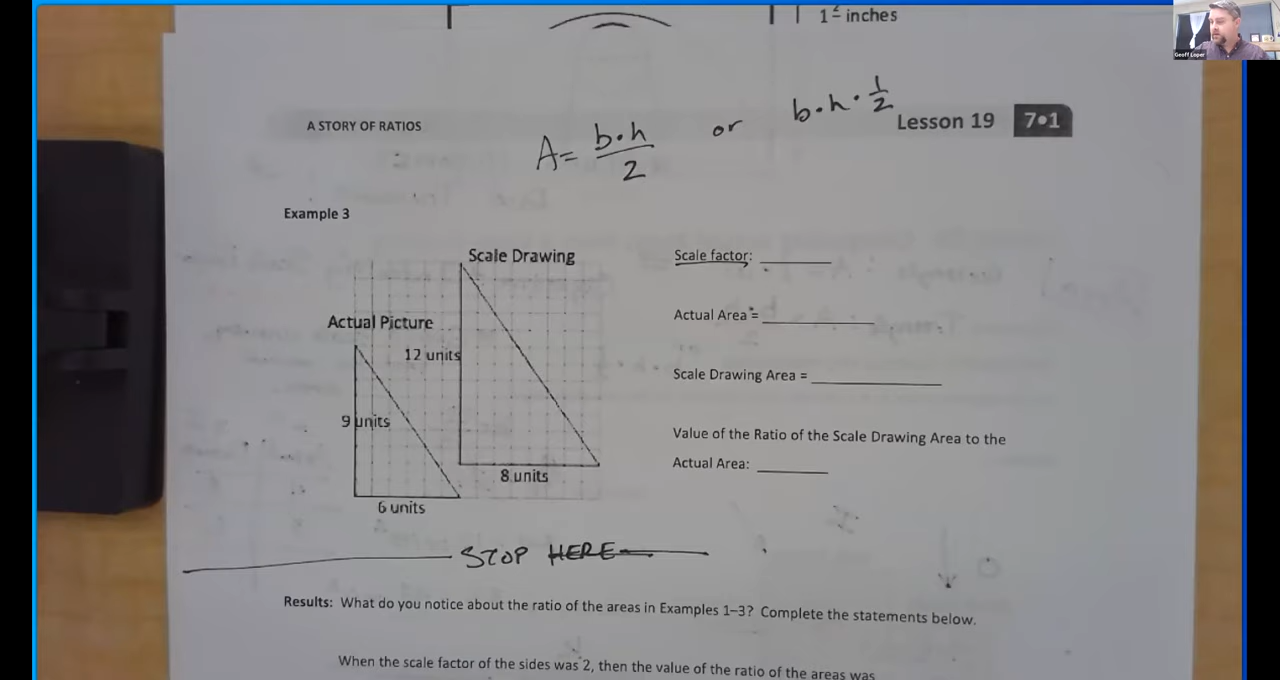 1 2 inches
Geoff Loper
A STORY OF RATIOS
A = b·h / 2 or b·h · 1/2
Lesson 19 7•1
Example 3
Scale Drawing
Scale factor:
Actual Picture
Actual Area =
12 units
Scale Drawing Area =
9 units
Value of the Ratio of the Scale Drawing Area to the
Actual Area:
8 units
6 units
STOP HERE
Results: What do you notice about the ratio of the areas in Examples 1–3? Complete the statements below.
When the scale factor of the sides was 2, then the value of the ratio of the areas was